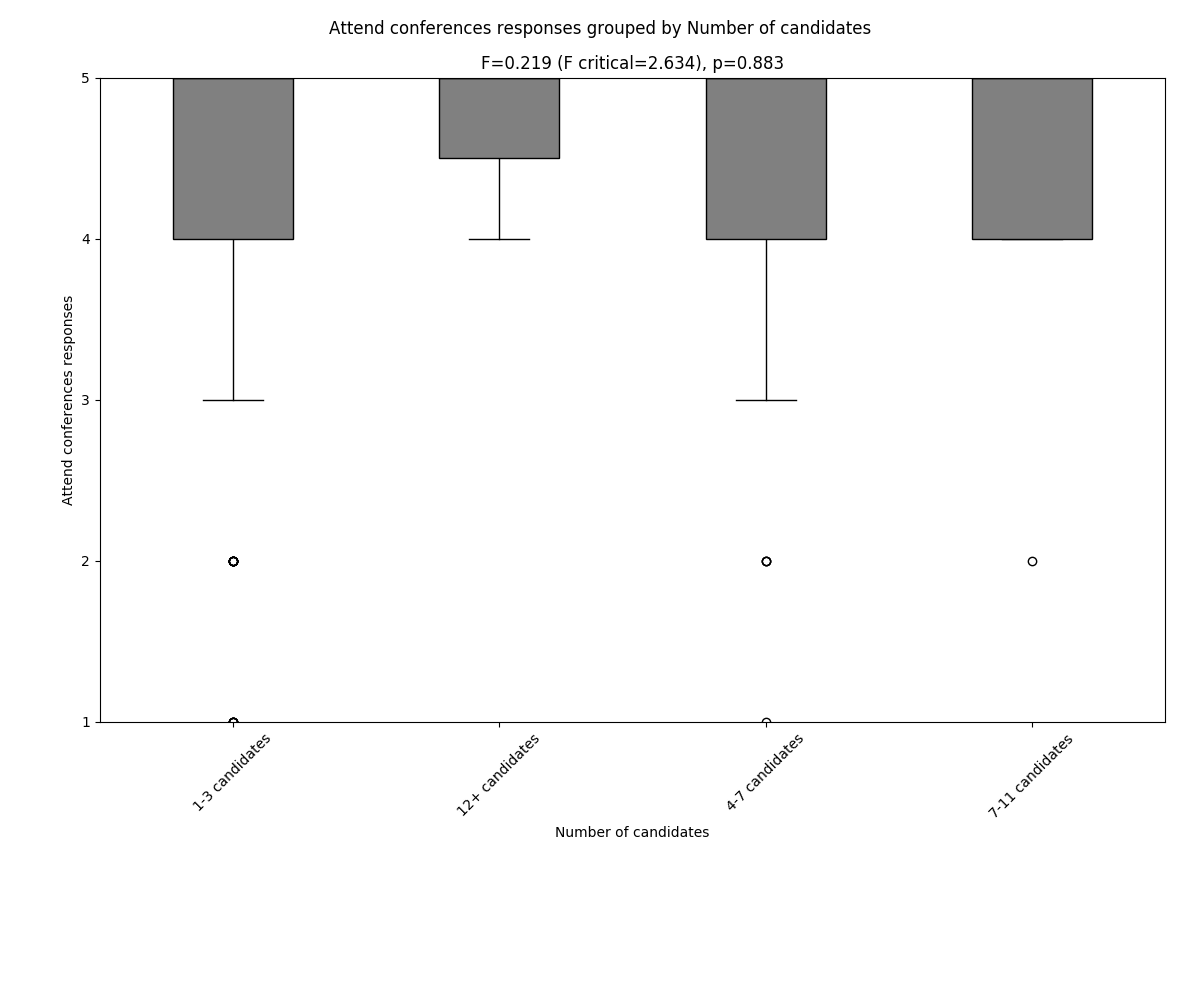 Attend conferences responses grouped by Number of candidates
F=0.219 (F critical=2.634), p=0.883
5
4
3
2
1
Attend conferences responses
1-3 candidates
12+ candidates
4-7 candidates
7-11 candidates
Number of candidates